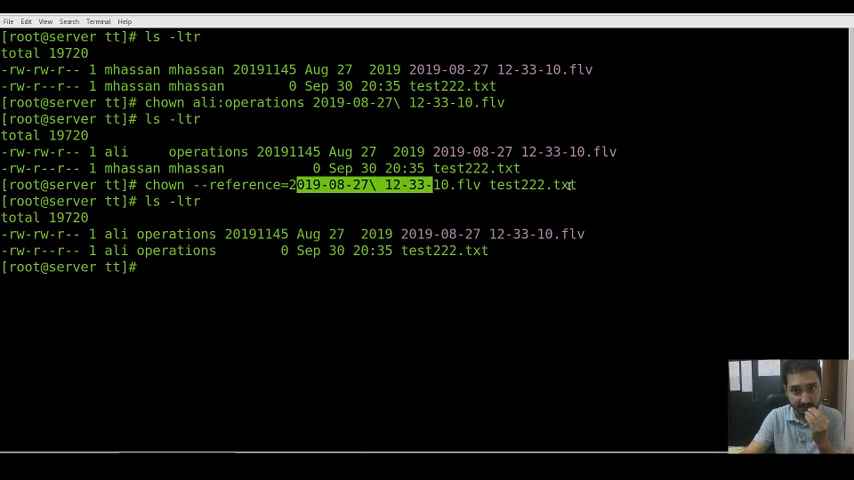 File Edit View Search Terminal Help
[root@server tt]# ls -ltr
total 19720
-rw-rw-r-- 1 mhassan mhassan 20191145 Aug 27  2019 2019-08-27 12-33-10.flv
-rw-r--r-- 1 mhassan mhassan        0 Sep 30 20:35 test222.txt
[root@server tt]# chown ali:operations 2019-08-27\ 12-33-10.flv
[root@server tt]# ls -ltr
total 19720
-rw-rw-r-- 1 ali     operations 20191145 Aug 27  2019 2019-08-27 12-33-10.flv
-rw-r--r-- 1 mhassan mhassan           0 Sep 30 20:35 test222.txt
[root@server tt]# chown --reference=2019-08-27\ 12-33-10.flv test222.txt
[root@server tt]# ls -ltr
total 19720
-rw-rw-r-- 1 ali operations 20191145 Aug 27  2019 2019-08-27 12-33-10.flv
-rw-r--r-- 1 ali operations        0 Sep 30 20:35 test222.txt
[root@server tt]#